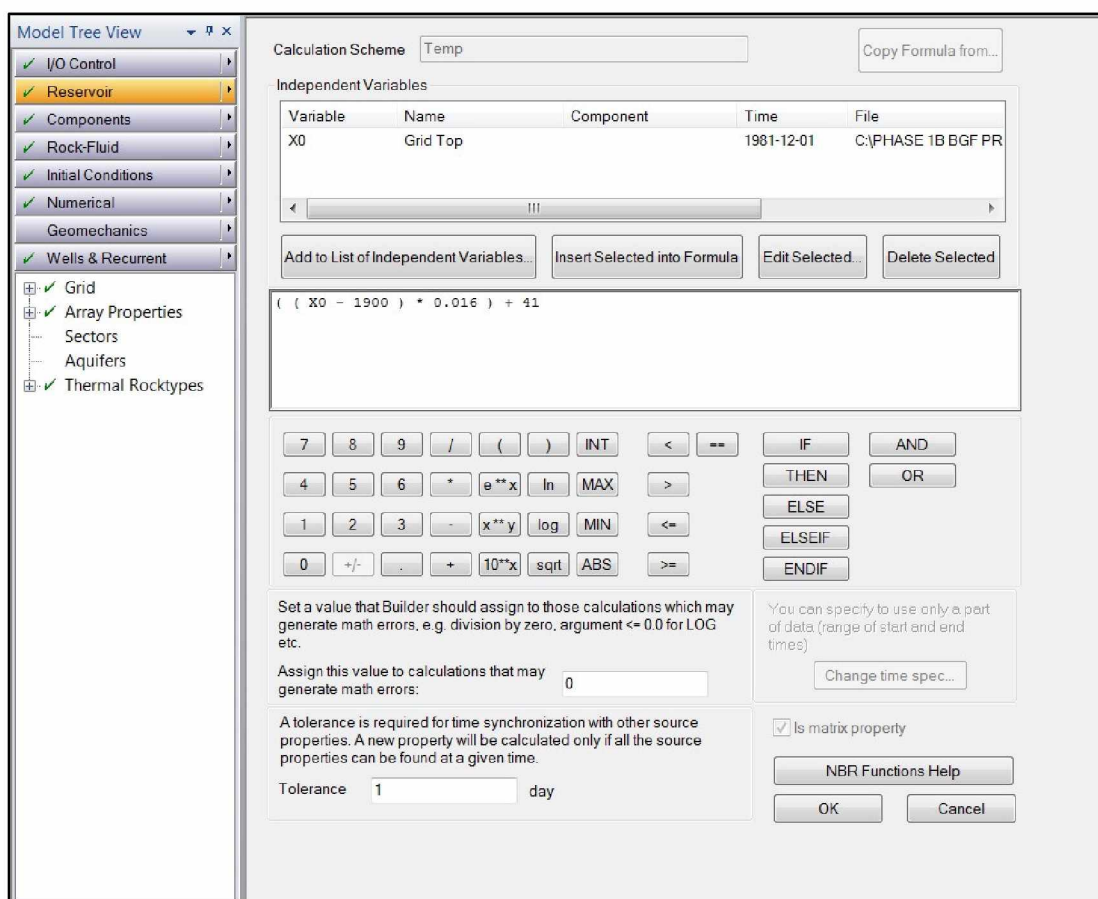 Model Tree View
I/O Control
Reservoir
Components
Rock-Fluid
Initial Conditions
Numerical
Geomechanics
Wells & Recurrent
Grid
Array Properties
Sectors
Aquifers
Thermal Rocktypes
Calculation Scheme Temp Copy Formula from...
Independent Variables
Variable Name Component Time File
X0 Grid Top 1981-12-01 C:\PHASE 1B BGF PR
Add to List of Independent Variables... Insert Selected into Formula Edit Selected... Delete Selected
( ( X0 - 1900 ) * 0.016 ) + 41
7 8 9 / ( ) INT < == IF AND
4 5 6 * e**x ln MAX > THEN OR
ELSE
1 2 3 - x**y log MIN <= ELSEIF
0 +/- . + 10**x sqrt ABS >= ENDIF
Set a value that Builder should assign to those calculations which may
generate math errors, e.g. division by zero, argument <= 0.0 for LOG
etc.
Assign this value to calculations that may
generate math errors: 0
You can specify to use only a part
of data (range of start and end
times)
Change time spec...
A tolerance is required for time synchronization with other source
properties. A new property will be calculated only if all the source
properties can be found at a given time.
Tolerance 1 day
Is matrix property
NBR Functions Help
OK Cancel